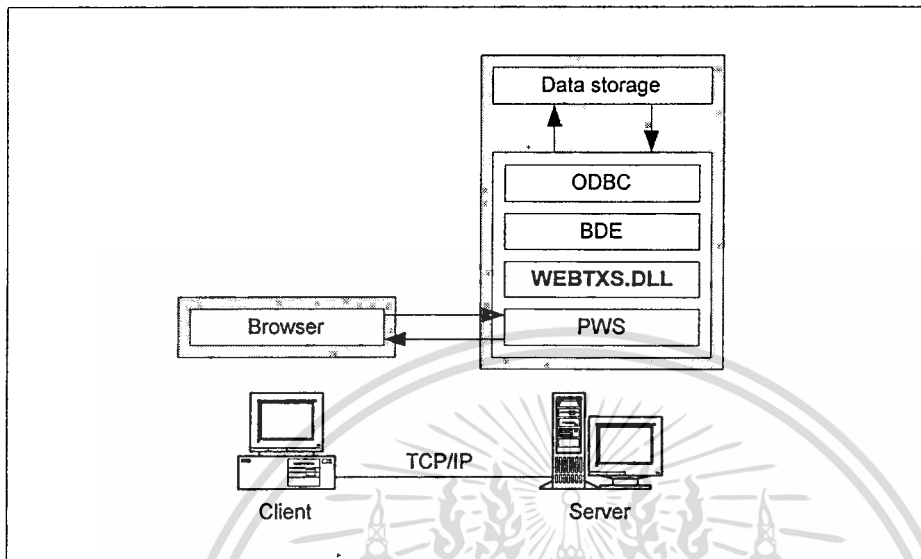 Data storage
ODBC
BDE
WEBTXS.DLL
Browser
PWS
TCP/IP
Client
Server